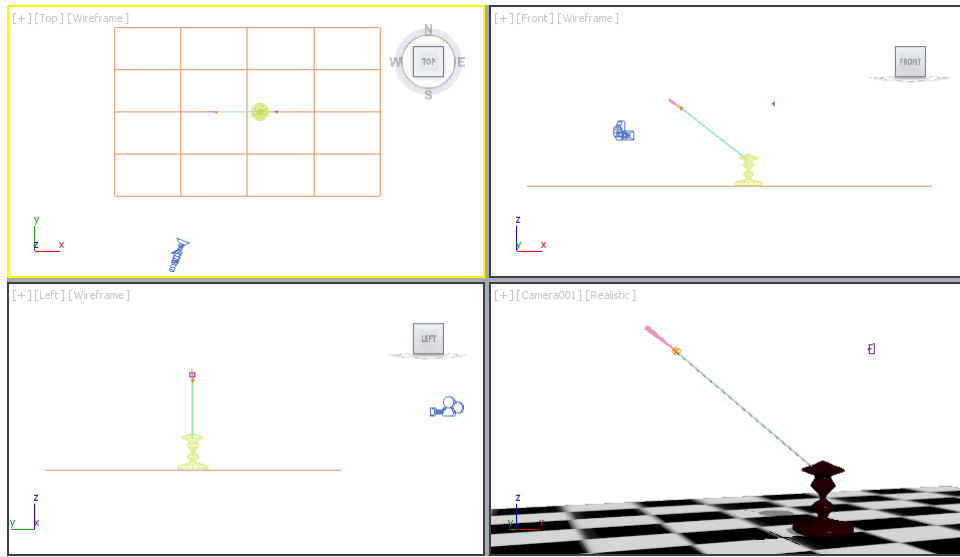 [+] [Top] [Wireframe]
N
W TOP E
S
y
z x
[+] [Front] [Wireframe]
FRONT
z
y x
[+] [Left] [Wireframe]
LEFT
z
y x
[+] [Camera001] [Realistic]
z
y x